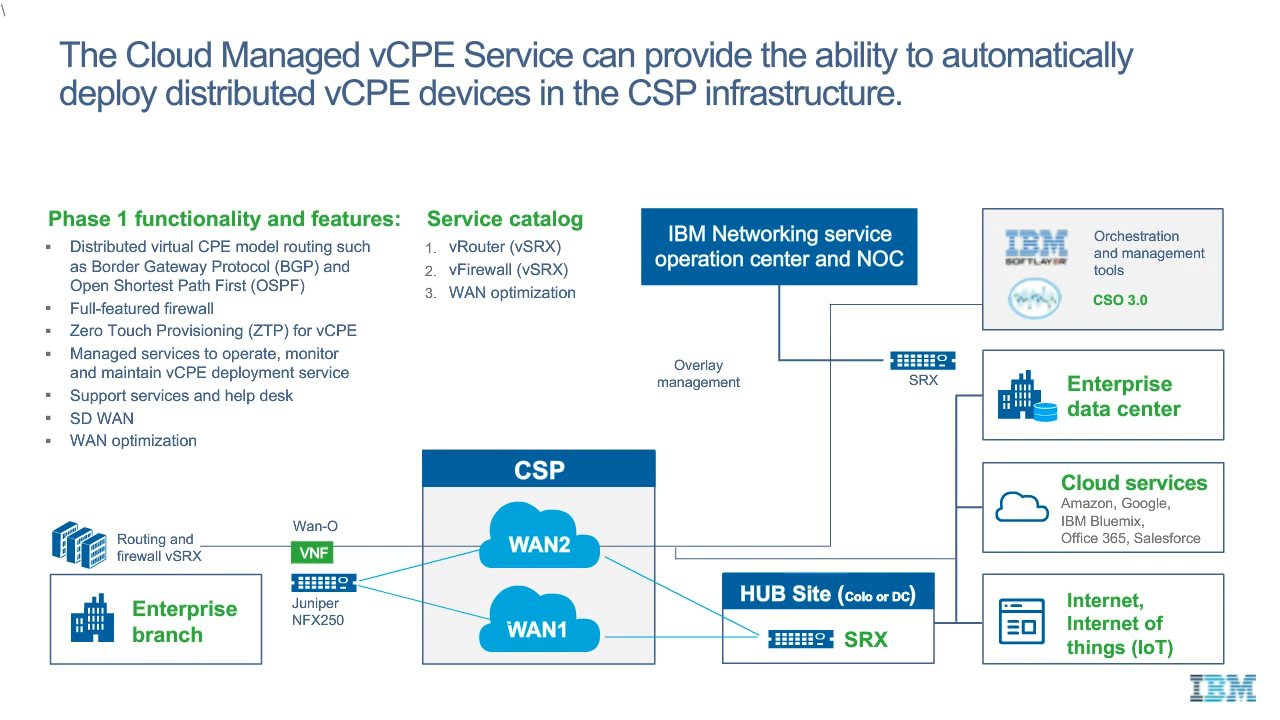 \
The Cloud Managed vCPE Service can provide the ability to automatically
deploy distributed vCPE devices in the CSP infrastructure.
Phase 1 functionality and features:
▪ Distributed virtual CPE model routing such
as Border Gateway Protocol (BGP) and
Open Shortest Path First (OSPF)
▪ Full-featured firewall
▪ Zero Touch Provisioning (ZTP) for vCPE
▪ Managed services to operate, monitor
and maintain vCPE deployment service
▪ Support services and help desk
▪ SD WAN
▪ WAN optimization
Service catalog
1. vRouter (vSRX)
2. vFirewall (vSRX)
3. WAN optimization
IBM Networking service
operation center and NOC
IBM
SOFTLAYER
Orchestration
and management
tools
CSO 3.0
Overlay
management
SRX
Enterprise
data center
Cloud services
Amazon, Google,
IBM Bluemix,
Office 365, Salesforce
Internet,
Internet of
things (IoT)
CSP
WAN2
WAN1
HUB Site (Colo or DC)
SRX
Routing and
firewall vSRX
Wan-O
VNF
Juniper
NFX250
Enterprise
branch
IBM